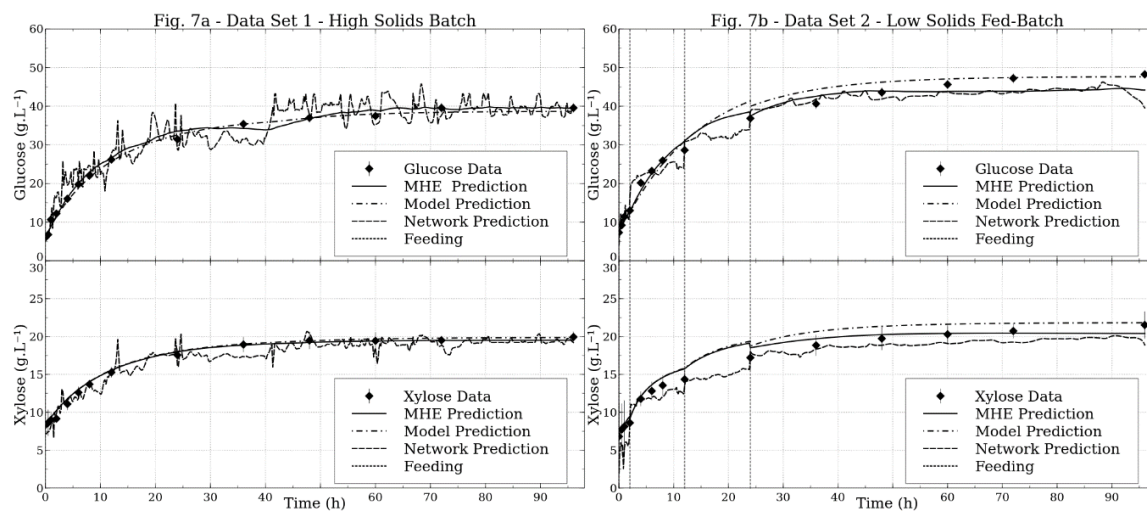 Fig. 7a - Data Set 1 - High Solids Batch
60
50
40
30
20
10
0
Glucose (g.L⁻¹)
Glucose Data
MHE Prediction
Model Prediction
Network Prediction
Feeding
30
25
20
15
10
5
0
Xylose (g.L⁻¹)
Xylose Data
MHE Prediction
Model Prediction
Network Prediction
Feeding
0 10 20 30 40 50 60 70 80 90
Time (h)
Fig. 7b - Data Set 2 - Low Solids Fed-Batch
60
50
40
30
20
10
0
Glucose (g.L⁻¹)
Glucose Data
MHE Prediction
Model Prediction
Network Prediction
Feeding
30
25
20
15
10
5
0
Xylose (g.L⁻¹)
Xylose Data
MHE Prediction
Model Prediction
Network Prediction
Feeding
0 10 20 30 40 50 60 70 80 90
Time (h)